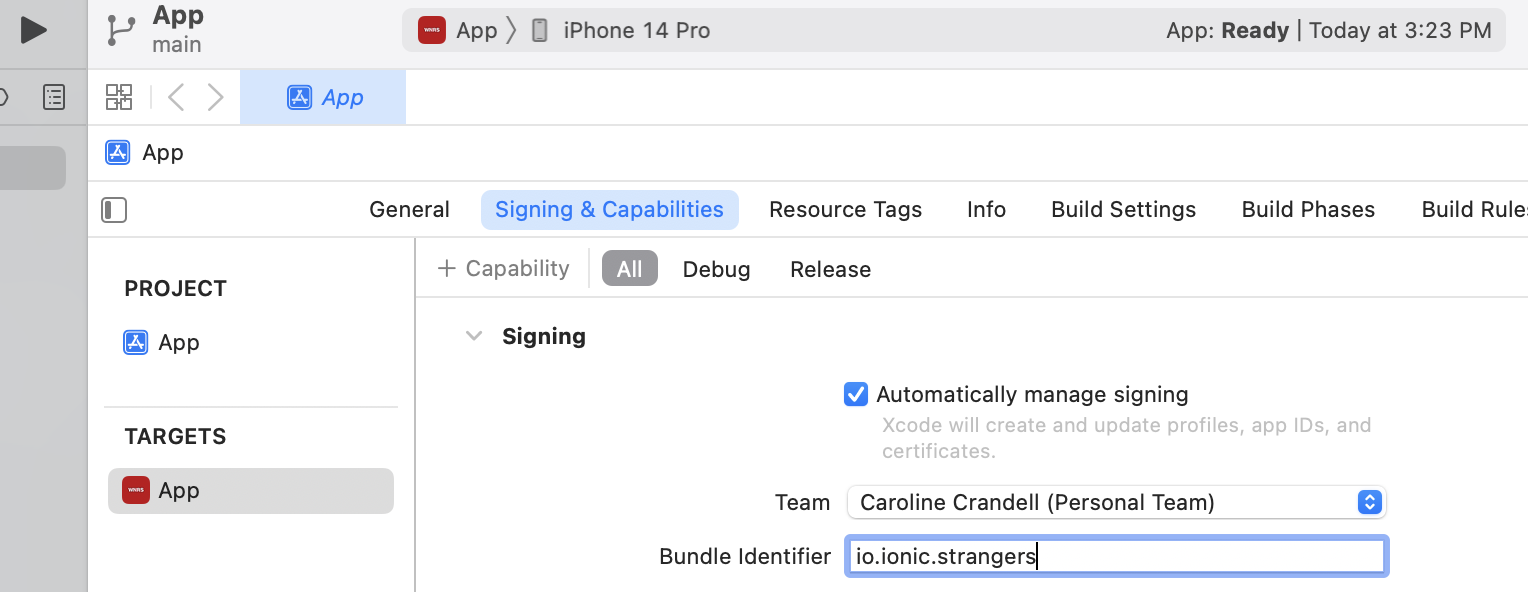 App
main
WNRS App iPhone 14 Pro App: Ready | Today at 3:23 PM
App
App
General Signing & Capabilities Resource Tags Info Build Settings Build Phases Build Rules
+ Capability All Debug Release
PROJECT
App
TARGETS
WNRS App
Signing
Automatically manage signing
Xcode will create and update profiles, app IDs, and
certificates.
Team Caroline Crandell (Personal Team)
Bundle Identifier io.ionic.strangers